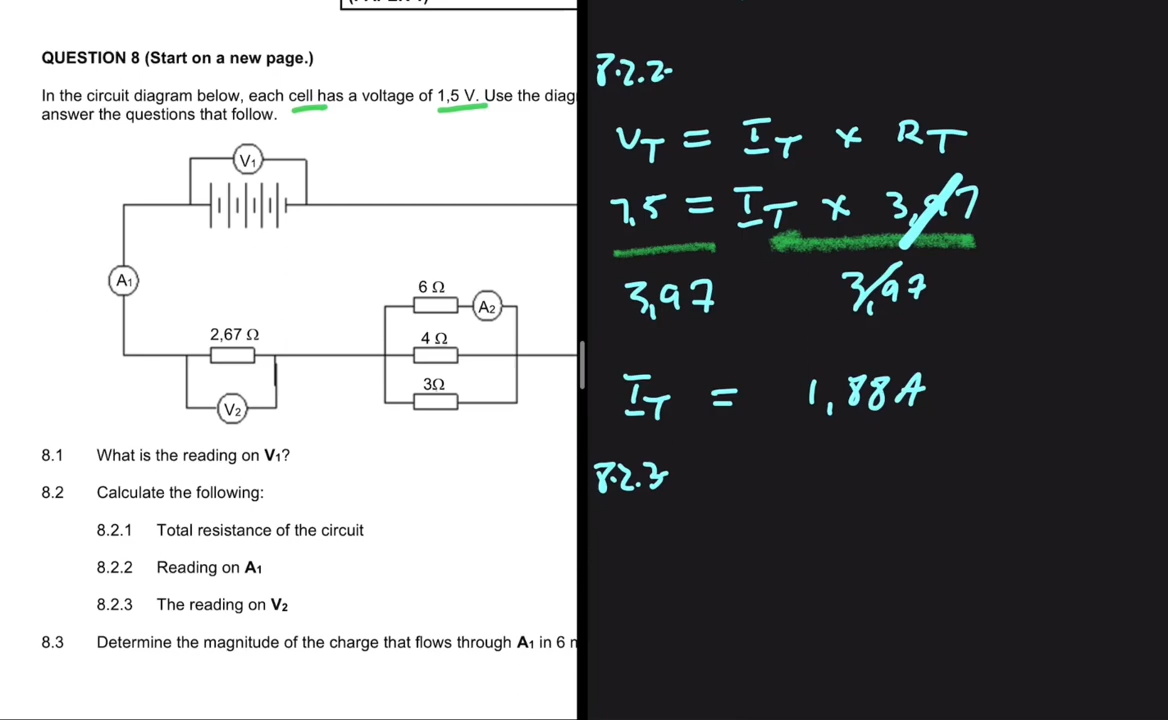 QUESTION 8 (Start on a new page.)
In the circuit diagram below, each cell has a voltage of 1,5 V. Use the diag
answer the questions that follow.
V1
A1
6 Ω
A2
2,67 Ω
4 Ω
3Ω
V2
8.1 What is the reading on V1?
8.2 Calculate the following:
8.2.1 Total resistance of the circuit
8.2.2 Reading on A1
8.2.3 The reading on V2
8.3 Determine the magnitude of the charge that flows through A1 in 6
8.2.2
VT = IT × RT
7,5 = IT × 3,97
3,97 3,97
IT = 1,88A
8.2.3